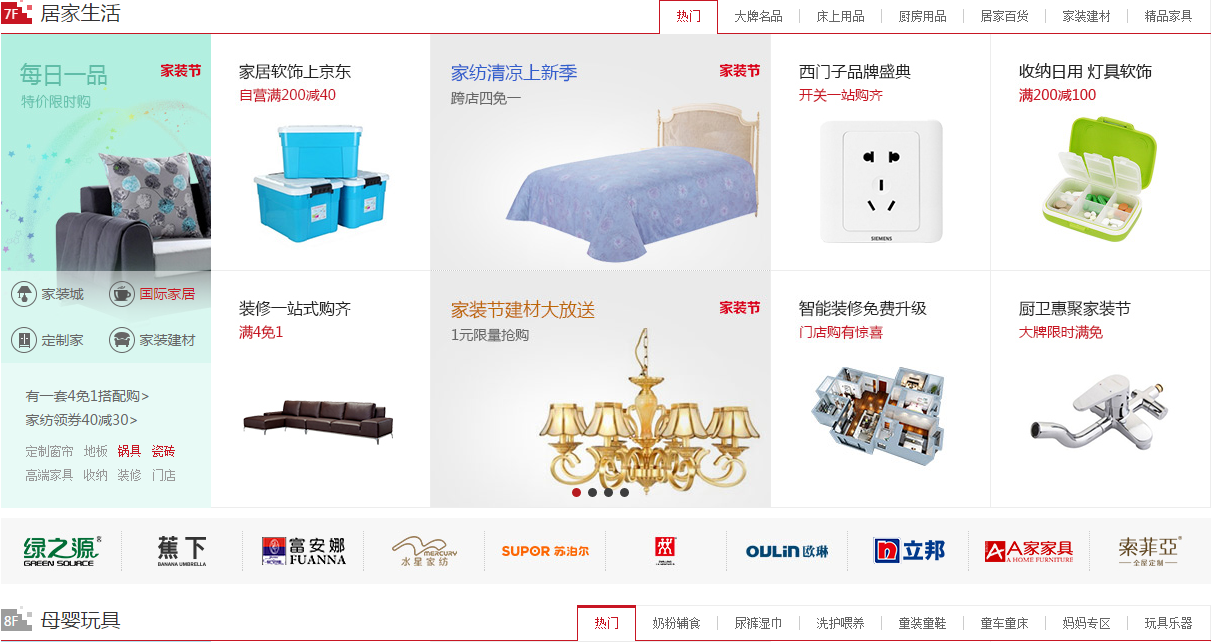 7F 居家生活
热门 大牌名品 床上用品 厨房用品 居家百货 家装建材 精品家具
每日一品 家装节
特价限时购
家装城 国际家居
定制家 家装建材
有一套4免1搭配购>
家纺领券40减30>
定制窗帘 地板 锅具 瓷砖
高端家具 收纳 装修 门店
家居软饰上京东
自营满200减40
家纺清凉上新季 家装节
跨店四免一
西门子品牌盛典
开关一站购齐
SIEMENS
收纳日用 灯具软饰
满200减100
装修一站式购齐
满4免1
家装节建材大放送 家装节
1元限量抢购
智能装修免费升级
门店购有惊喜
厨卫惠聚家装节
大牌限时满免
绿之源®
GREEN SOURCE
蕉下
BANANA UMBRELLA
富安娜
FUANNA
MERCURY
水星家纺
SUPOR 苏泊尔
OULIN 欧琳
n 立邦
A家家具
A HOME FURNITURE
索菲亞®
全屋定制
8F 母婴玩具
热门 奶粉辅食 尿裤湿巾 洗护喂养 童装童鞋 童车童床 妈妈专区 玩具乐器